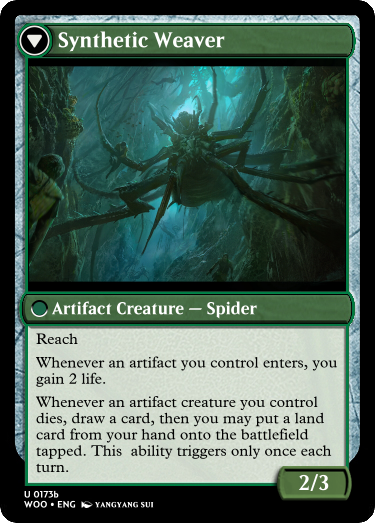 Synthetic Weaver
Artifact Creature — Spider
Reach
Whenever an artifact you control enters, you
gain 2 life.
Whenever an artifact creature you control
dies, draw a card, then you may put a land
card from your hand onto the battlefield
tapped. This  ability triggers only once each
turn.
2/3
U 0173b
WOO • ENG YANGYANG SUI